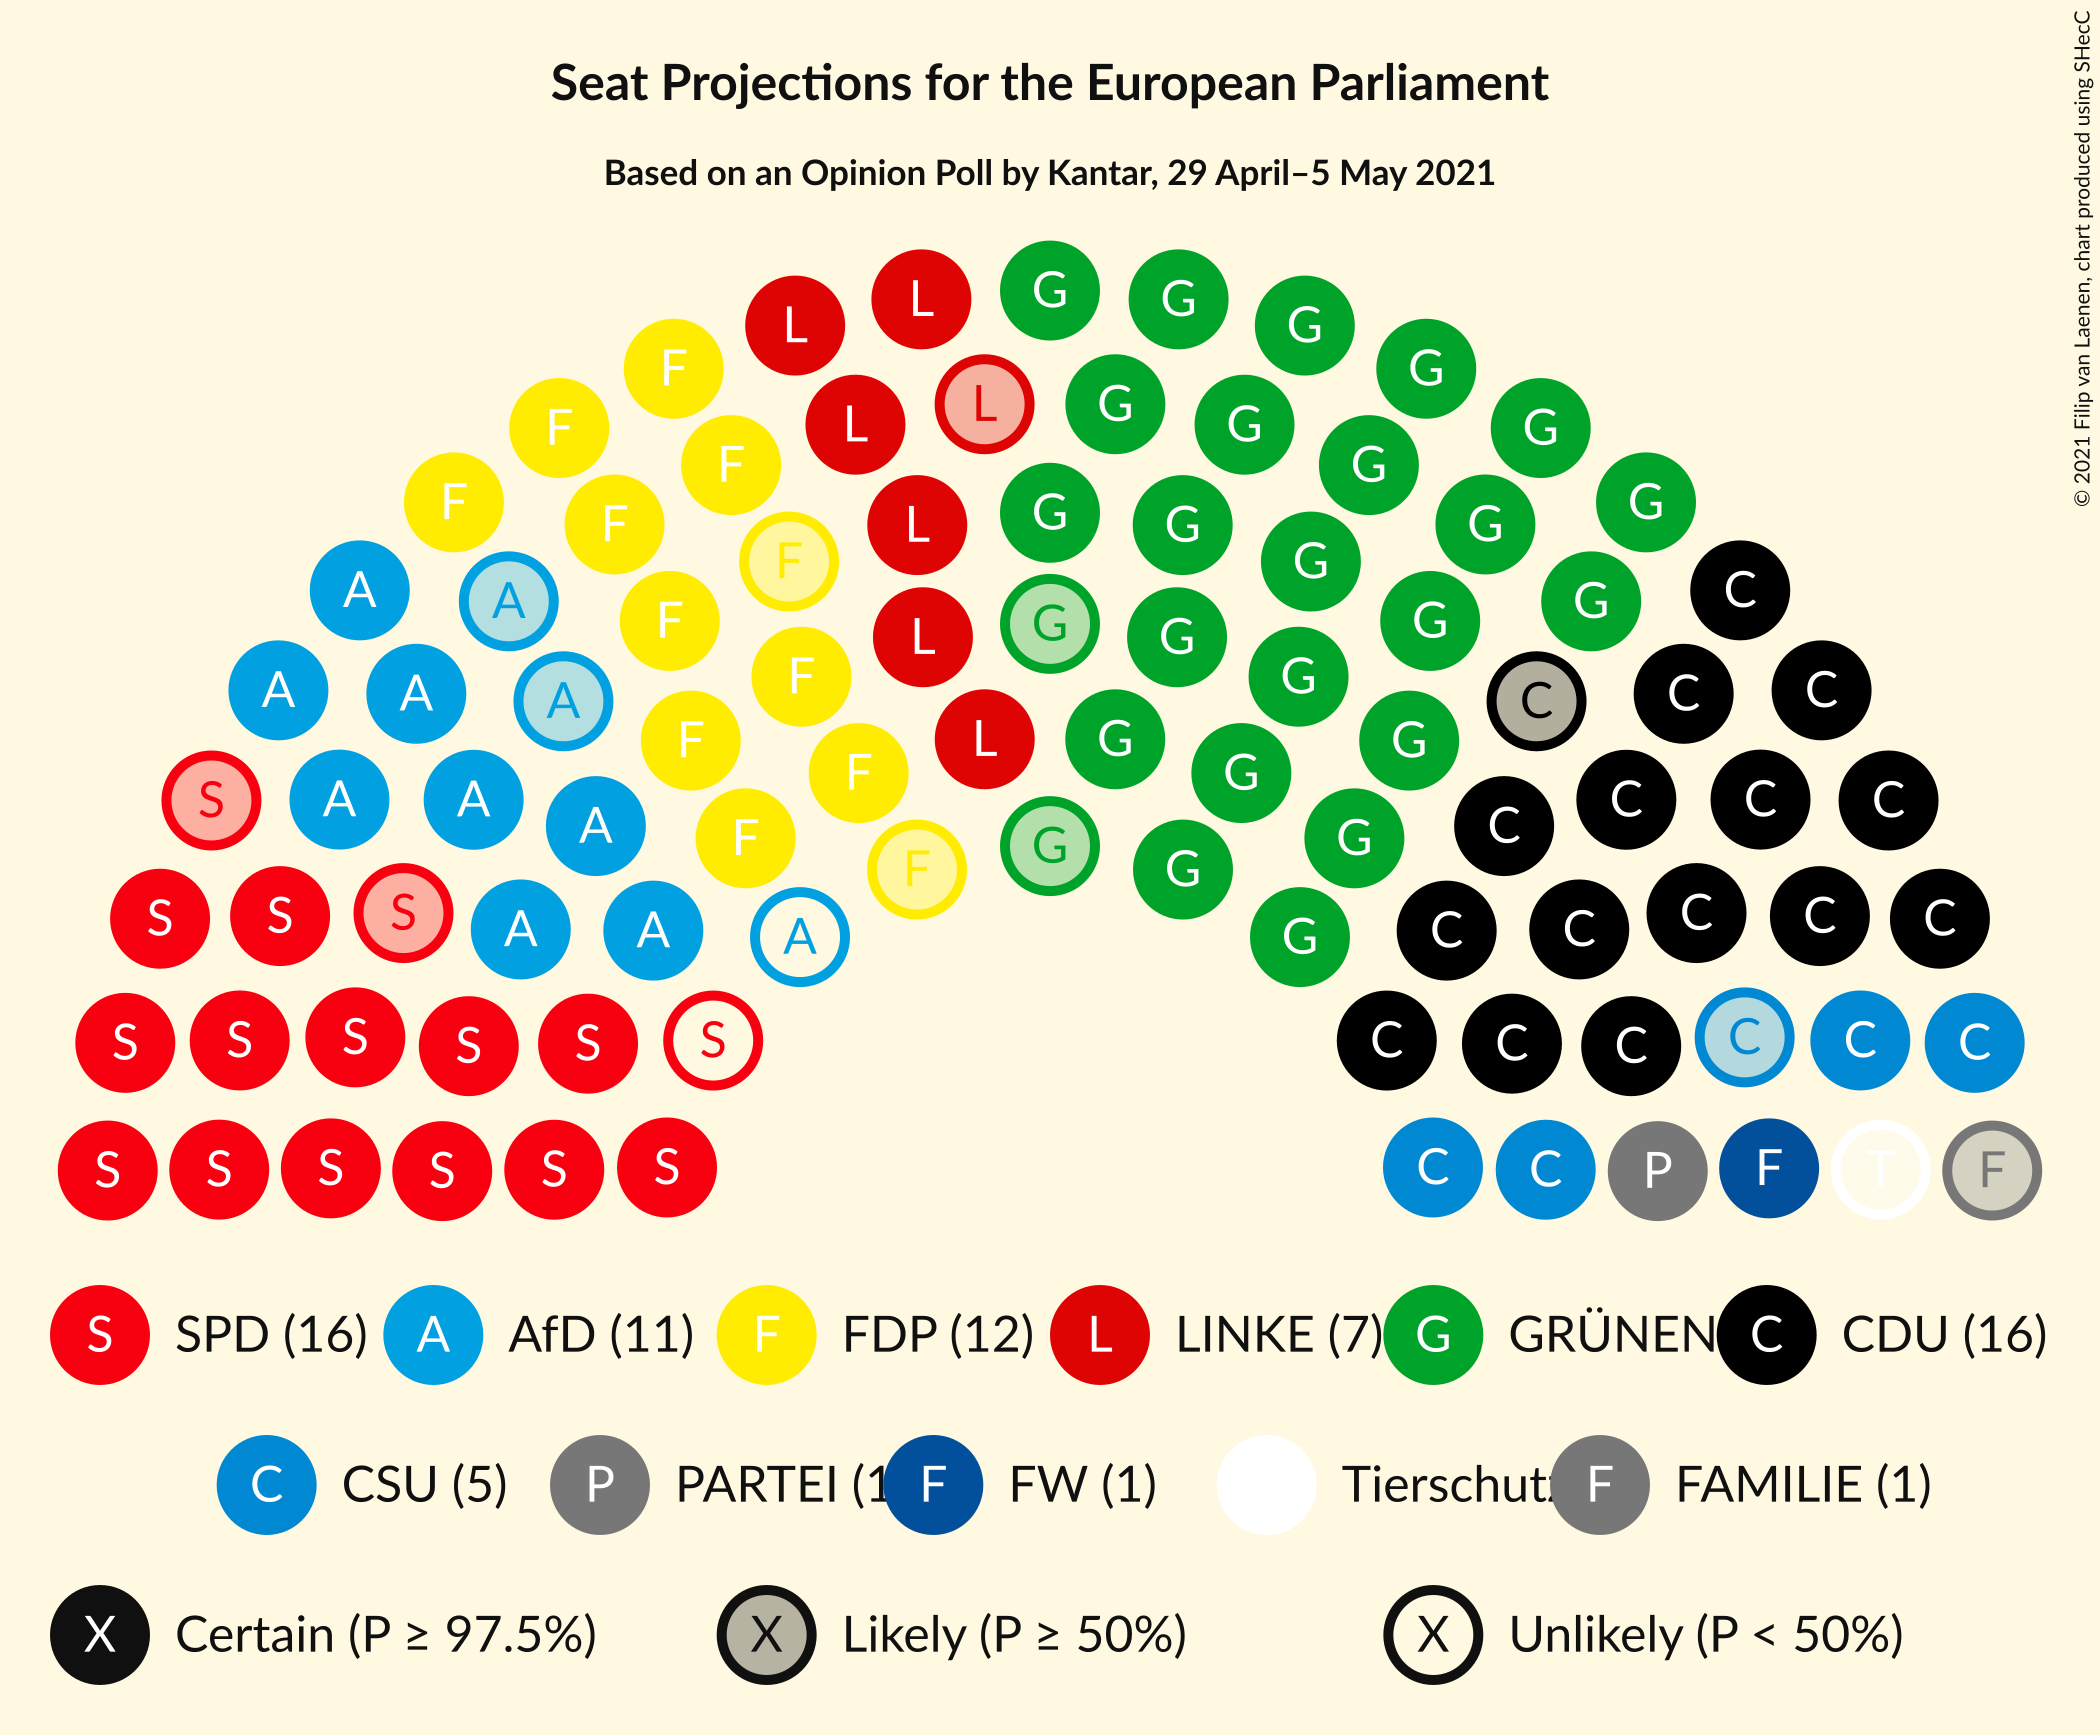 Seat Projections for the European Parliament
Based on an Opinion Poll by Kantar, 29 April–5 May 2021
© 2021 Filip van Laenen, chart produced using SHecC
L L G G G
F L L G G G
F F L G G G G
F F F L G G G G
A A F F L G G G G C
A A A F F L G G G C C C
S A A A F F F G G G C C C C
S S S A A A G C C C C C
S S S S S S C C C C C C
S S S S S S C C P F T F
S SPD (16) A AfD (11) F FDP (12) L LINKE (7) G GRÜNEN C CDU (16)
C CSU (5) P PARTEI (1 F FW (1) Tierschutz F FAMILIE (1)
X Certain (P ≥ 97.5%) X Likely (P ≥ 50%) X Unlikely (P < 50%)